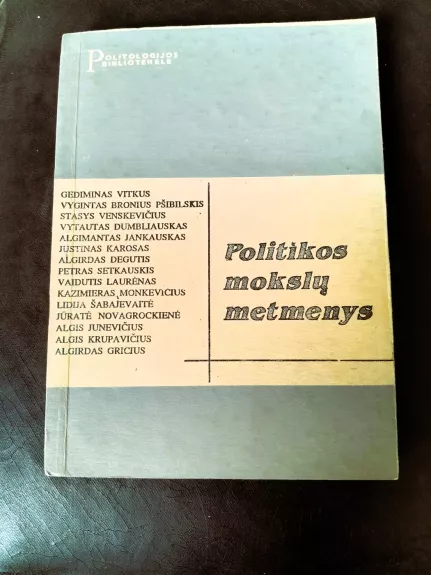 POLITOLOGIJOS
BIBLIOTEKĖLĖ
GEDIMINAS VITKUS
VYGINTAS BRONIUS PŠIBILSKIS
STASYS VENSKEVIČIUS
VYTAUTAS DUMBLIAUSKAS
ALGIMANTAS JANKAUSKAS
JUSTINAS KAROSAS
ALGIRDAS DEGUTIS
PETRAS SETKAUSKIS
VAIDUTIS LAURĖNAS
KAZIMIERAS MONKEVIČIUS
LIDIJA ŠABAJEVAITĖ
JŪRATĖ NOVAGROCKIENĖ
ALGIS JUNEVIČIUS
ALGIS KRUPAVIČIUS
ALGIRDAS GRICIUS
Politikos
mokslų
metmenys